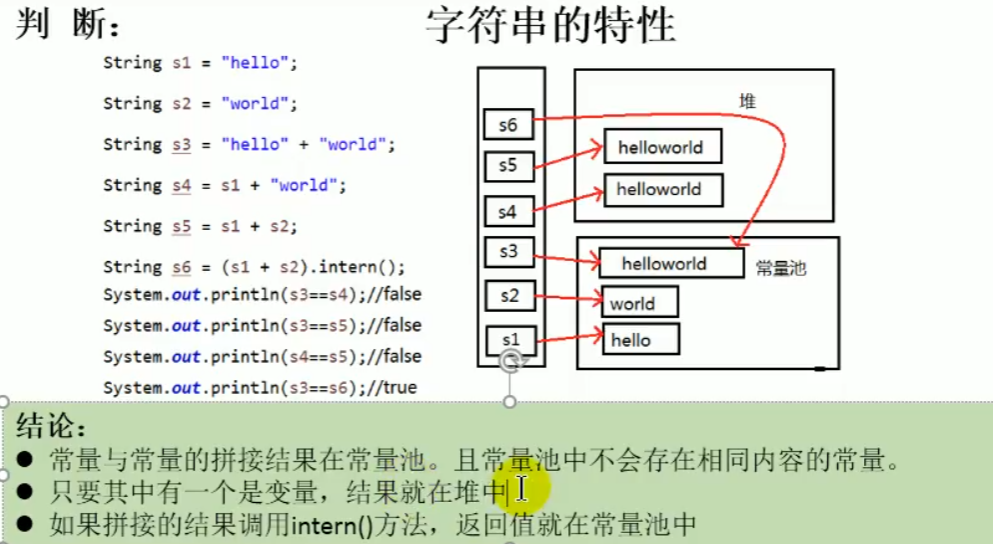 判 断：
字符串的特性
String s1 = "hello";
String s2 = "world";
String s3 = "hello" + "world";
String s4 = s1 + "world";
String s5 = s1 + s2;
String s6 = (s1 + s2).intern();
System.out.println(s3==s4);//false
System.out.println(s3==s5);//false
System.out.println(s4==s5);//false
System.out.println(s3==s6);//true
s6
s5
s4
s3
s2
s1
堆
helloworld
helloworld
helloworld
常量池
world
hello
结论：
● 常量与常量的拼接结果在常量池。且常量池中不会存在相同内容的常量。
● 只要其中有一个是变量，结果就在堆中
● 如果拼接的结果调用intern()方法，返回值就在常量池中